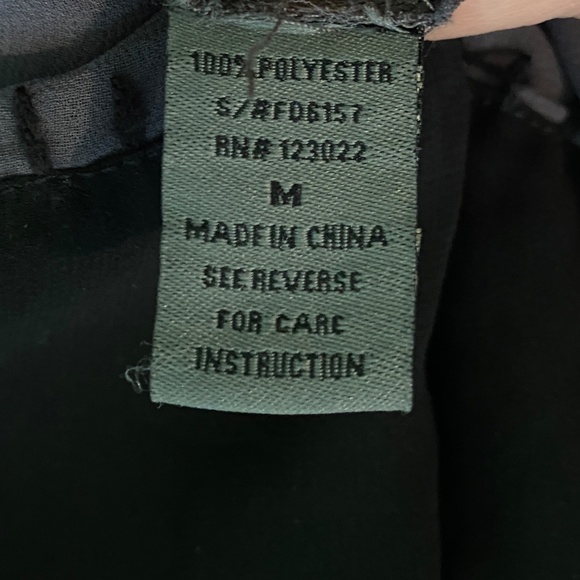 100% POLYESTER
S/#FD6157
RN# 123022
M
MADE IN CHINA
SEE REVERSE
FOR CARE
INSTRUCTION